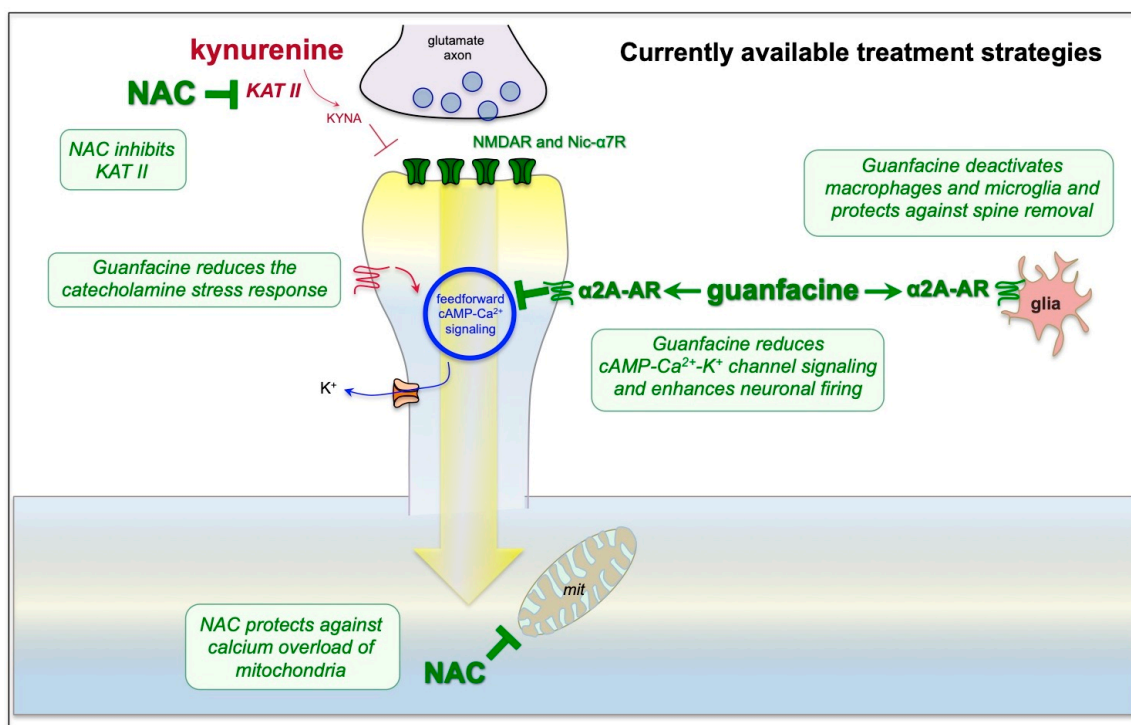 Currently available treatment strategies
kynurenine
glutamate
axon
NAC
KAT II
KYNA
NMDAR and Nic-α7R
NAC inhibits
KAT II
Guanfacine deactivates
macrophages and microglia and
protects against spine removal
Guanfacine reduces the
catecholamine stress response
feedforward
cAMP-Ca²⁺
signaling
α2A-AR
guanfacine
α2A-AR
glia
Guanfacine reduces
cAMP-Ca²⁺-K⁺ channel signaling
and enhances neuronal firing
K⁺
mit
NAC protects against
calcium overload of
mitochondria
NAC